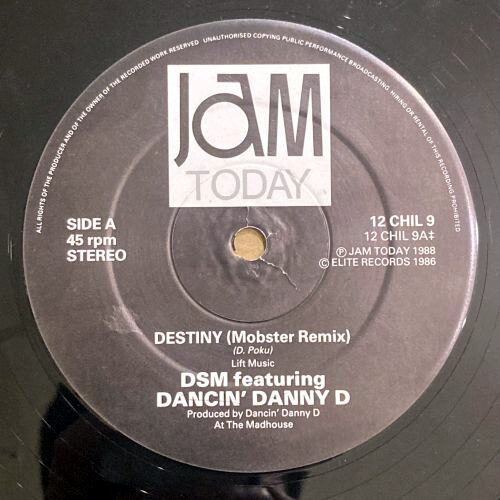 ALL RIGHTS OF THE PRODUCER AND OF THE OWNER OF THE RECORDED WORK RESERVED UNAUTHORISED COPYING PUBLIC PERFORMANCE BROADCASTING HIRING OR RENTAL OF THIS RECORDING PROHIBITED
JAM
TODAY
SIDE A
45 rpm
STEREO
12 CHIL 9
12 CHIL 9A‡
Ⓟ JAM TODAY 1988
© ELITE RECORDS 1986
DESTINY (Mobster Remix)
(D. Poku)
Lift Music
DSM featuring
DANCIN' DANNY D
Produced by Dancin' Danny D
At The Madhouse